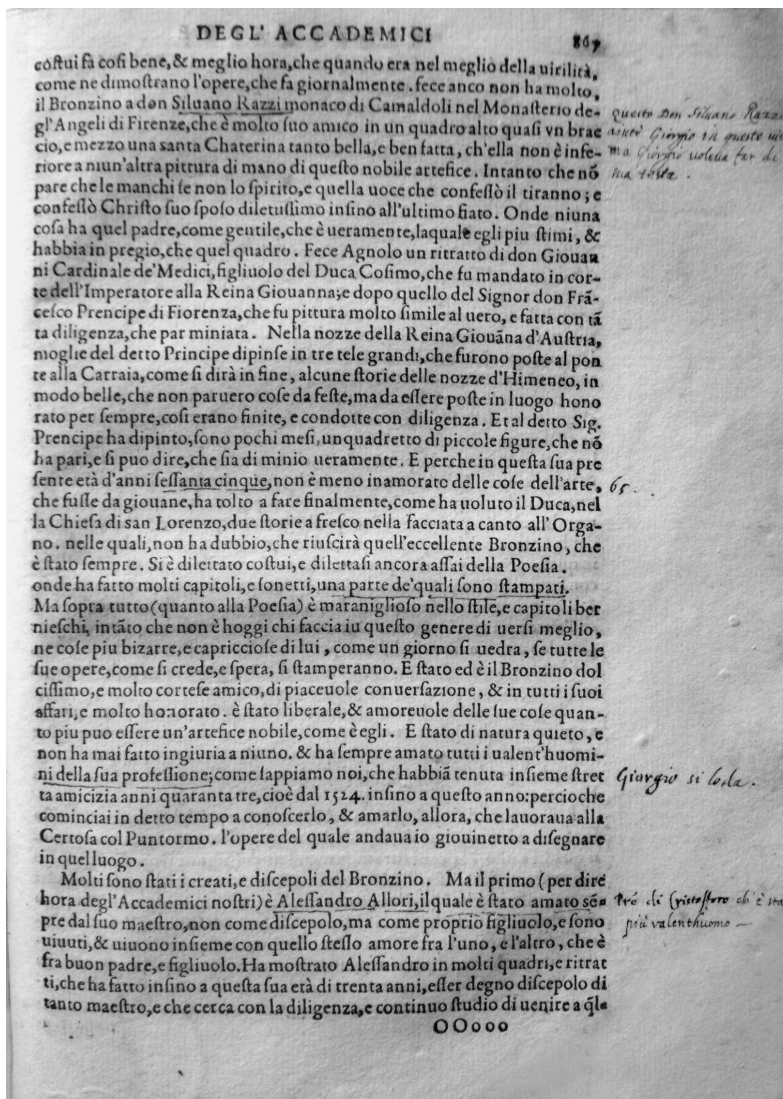 DEGL' ACCADEMICI
867
coſtui fà coſi bene, & meglio hora, che quando era nel meglio della uirilità,
come ne dimoſtrano l'opere, che fa giornalmente. fece anco non ha molto,
il Bronzino a don Siluano Razzi monaco di Camaldoli nel Monaſterio de-
gl'Angeli di Firenze, che è molto ſuo amico in un quadro alto quaſi vn brac
cio, e mezzo una santa Chaterina tanto bella, e ben fatta, ch'ella non è infe-
riore a niun'altra pittura di mano di queſto nobile artefice. Intanto che nõ
pare che le manchi ſe non lo ſpirito, e quella uoce che confeſſò il tiranno; e
confeſſò Chriſto ſuo ſpoſo dilettiſſimo inſino all'ultimo fiato. Onde niuna
coſa ha quel padre, come gentile, che è ueramente, laquale egli piu ſtimi, &
habbia in pregio, che quel quadro. Fece Agnolo un ritratto di don Giouan
ni Cardinale de'Medici, figliuolo del Duca Coſimo, che fu mandato in cor-
te dell'Imperatore alla Reina Giouanna; e dopo quello del Signor don Frã-
ceſco Prencipe di Fiorenza, che fu pittura molto ſimile al uero, e fatta con tã
ta diligenza, che par miniata. Nella nozze della Reina Giouãna d'Auſtria,
moglie del detto Principe dipinſe in tre tele grandi, che furono poſte al pon
te alla Carraia, come ſi dirà in fine, alcune ſtorie delle nozze d'Himeneo, in
modo belle, che non paruero coſe da feſte, ma da eſſere poſte in luogo hono
rato per ſempre, coſi erano finite, e condotte con diligenza. Et al detto Sig.
Prencipe ha dipinto, ſono pochi meſi, un quadretto di piccole figure, che nõ
ha pari, e ſi puo dire, che ſia di minio ueramente. E perche in queſta ſua pre
ſente età d'anni ſeſſanta cinque, non è meno inamorato delle coſe dell'arte,
che fuſſe da giouane, ha tolto a fare finalmente, come ha uoluto il Duca, nel
la Chieſa di san Lorenzo, due ſtorie a freſco nella facciata a canto all'Orga-
no. nelle quali, non ha dubbio, che riuſcirà quell'eccellente Bronzino, che
è ſtato ſempre. Si è dilettato coſtui, e dilettaſi ancora aſſai della Poeſia.
onde ha fatto molti capitoli, e ſonetti, una parte de'quali ſono ſtampati.
Ma ſopra tutto (quanto alla Poeſia) è marauiglioſo nello ſtile, e capitoli ber
nieſchi, intãto che non è hoggi chi faccia iu queſto genere di uerſi meglio,
ne coſe piu bizarre, e capriccioſe di lui, come un giorno ſi uedra, ſe tutte le
ſue opere, come ſi crede, e ſpera, ſi ſtamperanno. E ſtato ed è il Bronzino dol
ciſſimo, e molto corteſe amico, di piaceuole conuerſazione, & in tutti i ſuoi
affari, e molto honorato. è ſtato liberale, & amoreuole delle ſue coſe quan-
to piu puo eſſere un'artefice nobile, come è egli. E ſtato di natura quieto, e
non ha mai fatto ingiuria a niuno. & ha ſempre amato tutti i ualent'huomi-
ni della ſua profeſſione; come ſappiamo noi, che habbiã tenuta inſieme ſtret
ta amicizia anni quaranta tre, cioè dal 1524. inſino a queſto anno: percioche
cominciai in detto tempo a conoſcerlo, & amarlo, allora, che lauoraua alla
Certoſa col Puntormo. l'opere del quale andaua io giouinetto a diſegnare
in quel luogo.
Molti ſono ſtati i creati, e diſcepoli del Bronzino. Ma il primo (per dire
hora degl'Accademici noſtri) è Aleſſandro Allori, il quale è ſtato amato sẽ-
pre dal ſuo maeſtro, non come diſcepolo, ma come proprio figliuolo, e ſono
uiuuti, & uiuono inſieme con quello ſteſſo amore fra l'uno, e l'altro, che è
fra buon padre, e figliuolo. Ha moſtrato Aleſſandro in molti quadri, e ritrat
ti, che ha fatto inſino a queſta ſua età di trenta anni, eſſer degno diſcepolo di
tanto maeſtro, e che cerca con la diligenza, e continuo ſtudio di uenire a q̃l-
OOooo
Queſto Don Siluano Razzi
aiutò Giorgio in queſto
ma Giorgio uoleua far di
ſua teſta.
65.
Giorgio si loda.
Pré di Criſtofforo ch'è sta
più valenthuomo –